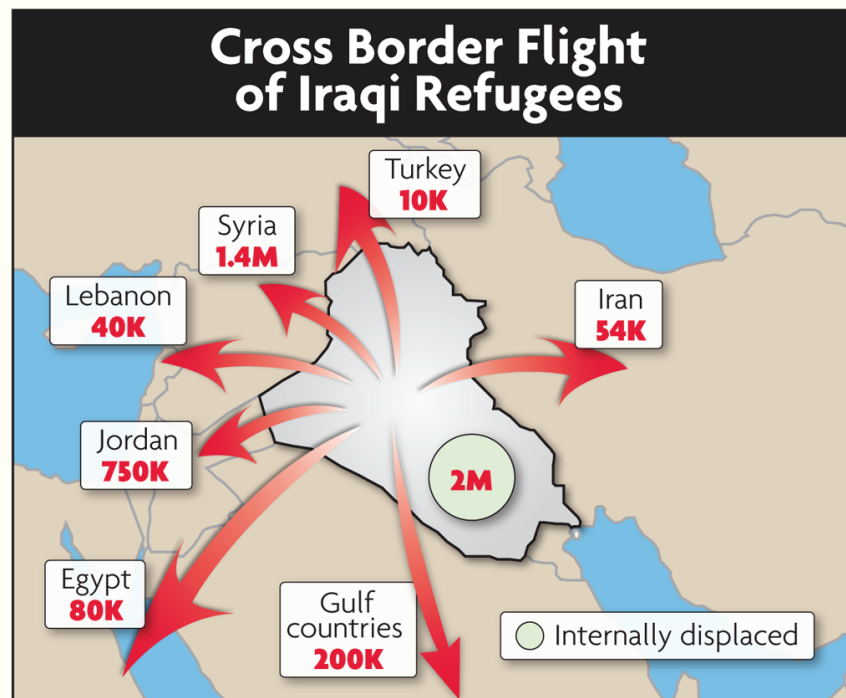 Cross Border Flight
of Iraqi Refugees
Turkey
10K
Syria
1.4M
Lebanon
40K
Iran
54K
Jordan
750K
2M
Egypt
80K
Gulf
countries
200K
Internally displaced